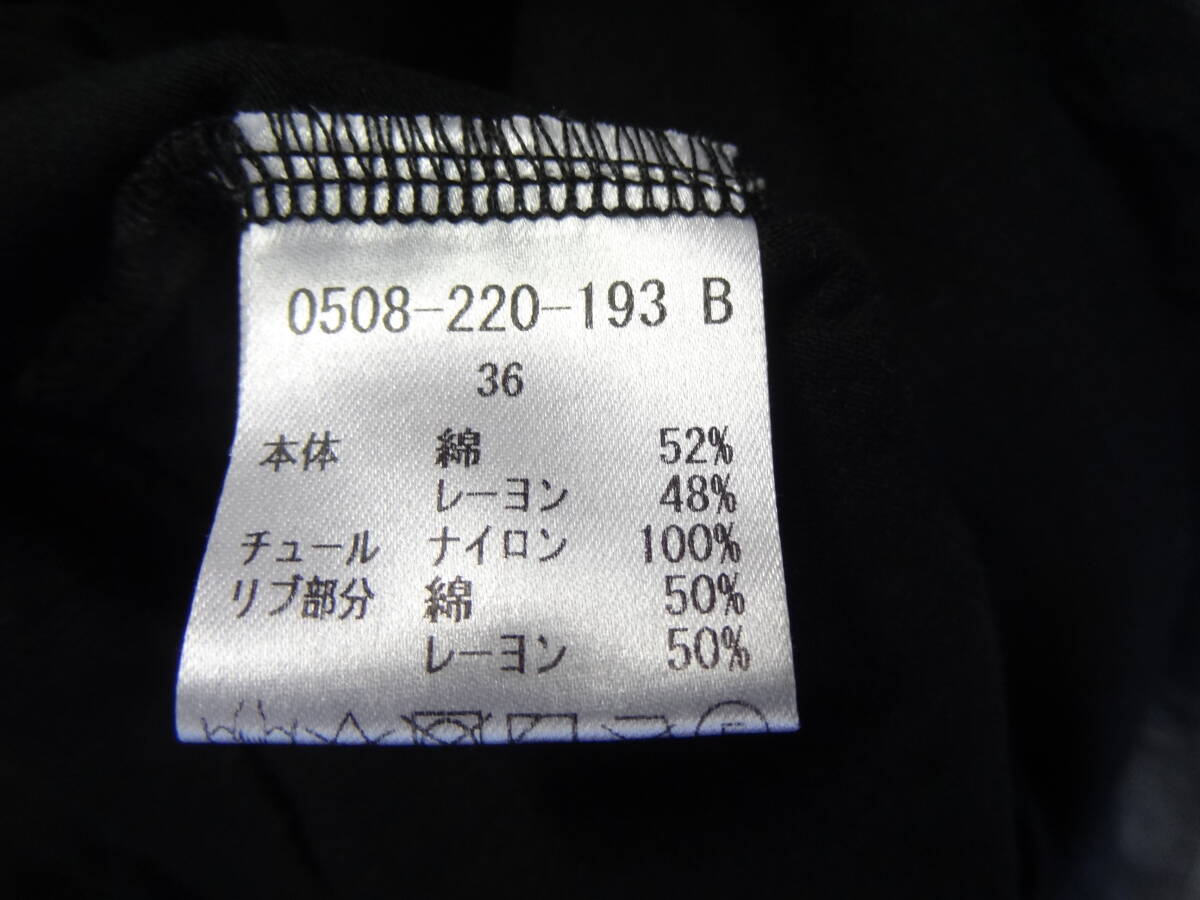 0508-220-193 B
36
本体 綿 52%
レーヨン 48%
チュール ナイロン 100%
リブ部分 綿 50%
レーヨン 50%